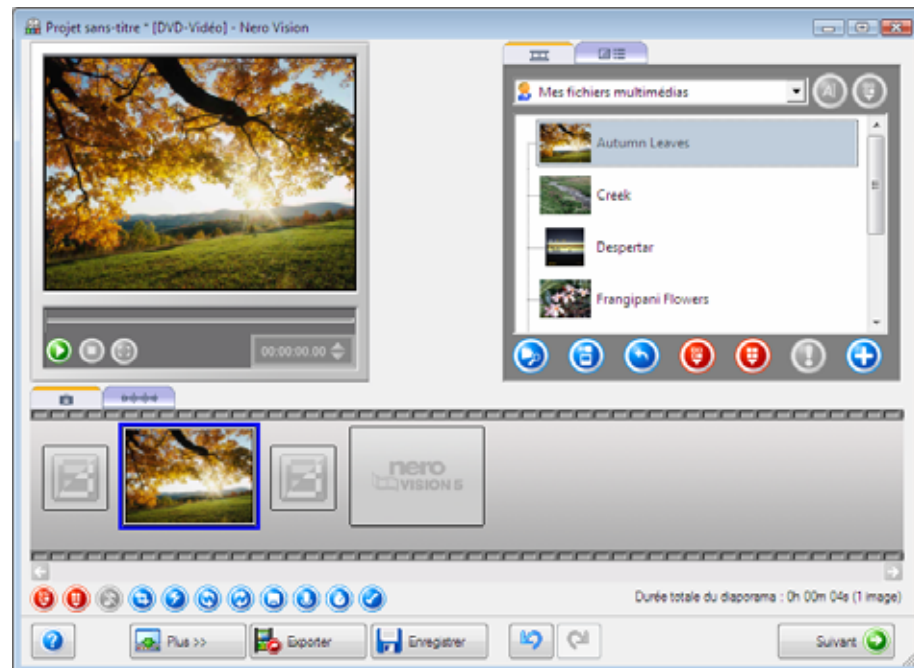 Projet sans-titre * [DVD-Vidéo] - Nero Vision
Mes fichiers multimédias
Autumn Leaves
Creek
Despertar
Frangipani Flowers
00:00:00.00
nero
VISION 5
Durée totale du diaporama : 0h 00m 04s (1 image)
Plus >>
Exporter
Enregistrer
Suivant